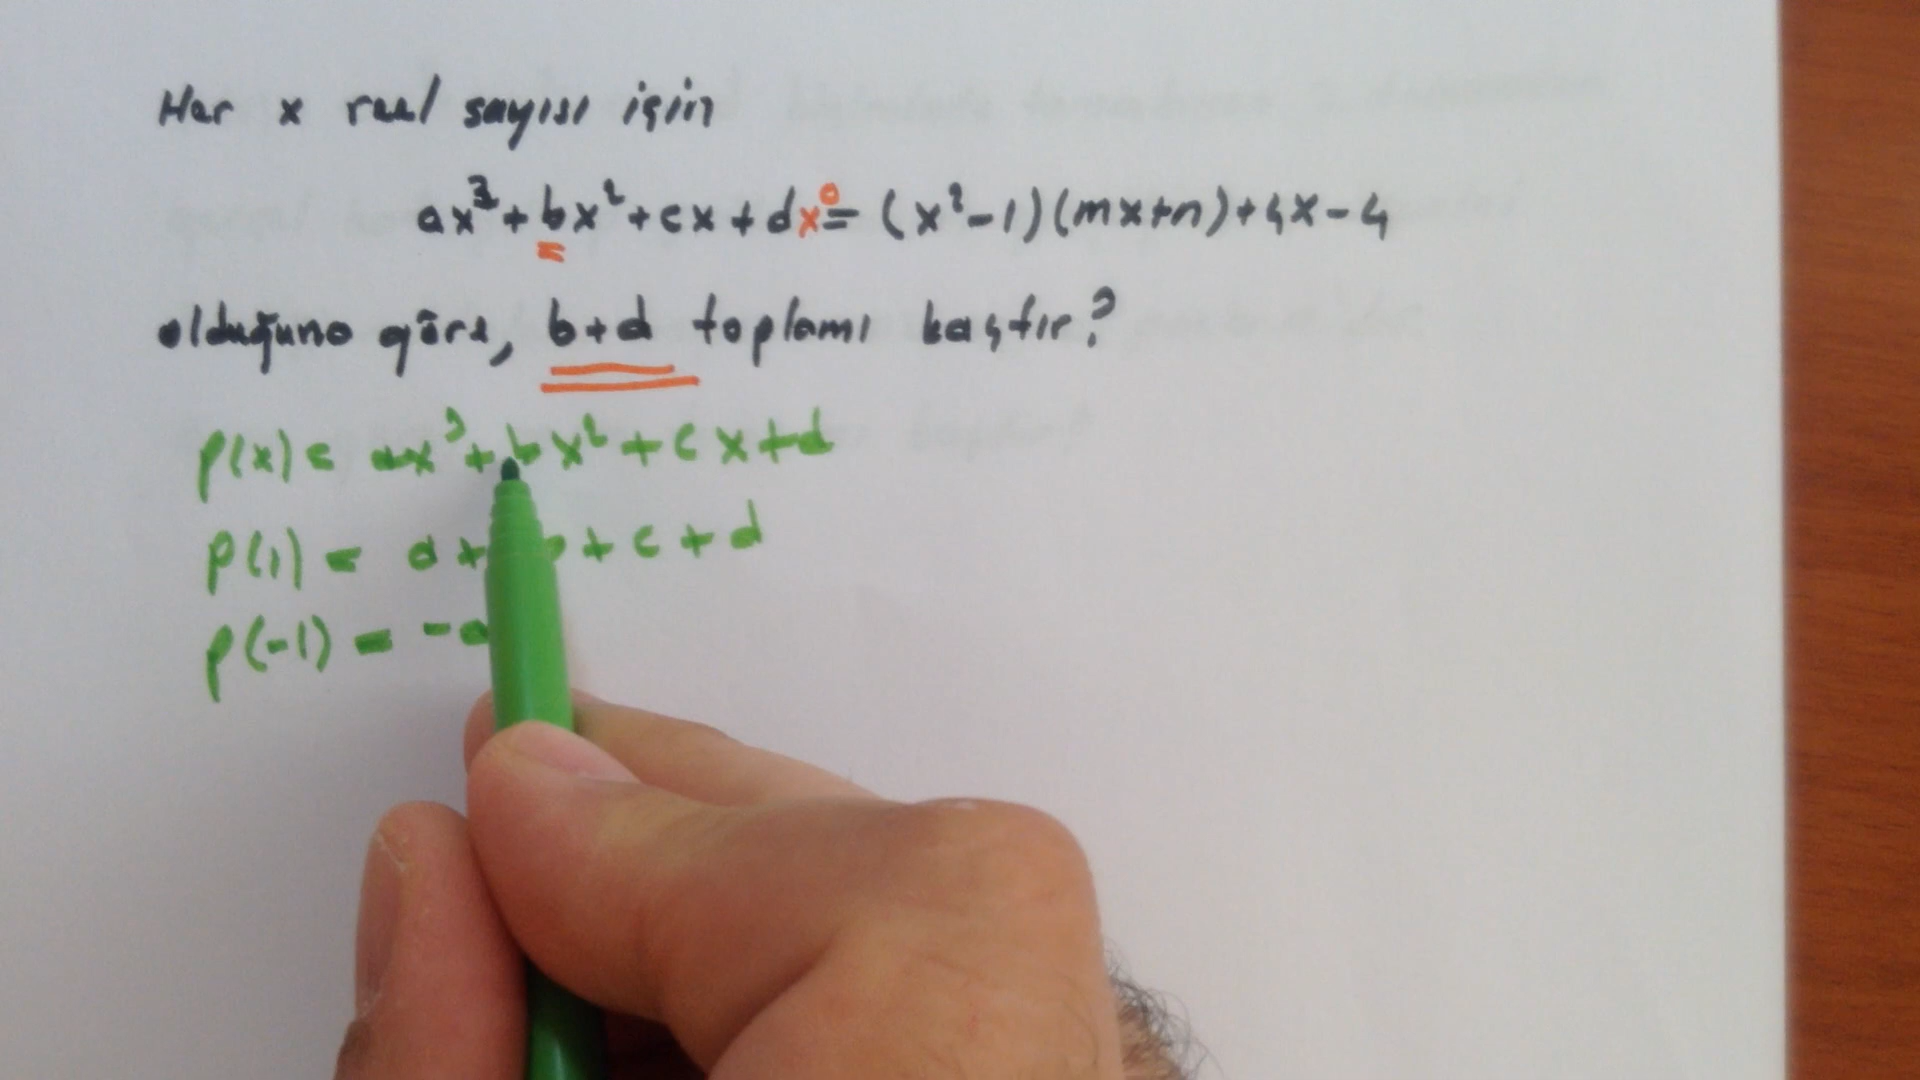 Her x reel sayısı için
ax³+bx²+cx+dx⁰=(x²-1)(mx+n)+4x-4
olduğuna göre, b+d toplamı kaçtır?
p(x)= ax³+bx²+cx+d
p(1)= a+b+c+d
p(-1)= -a